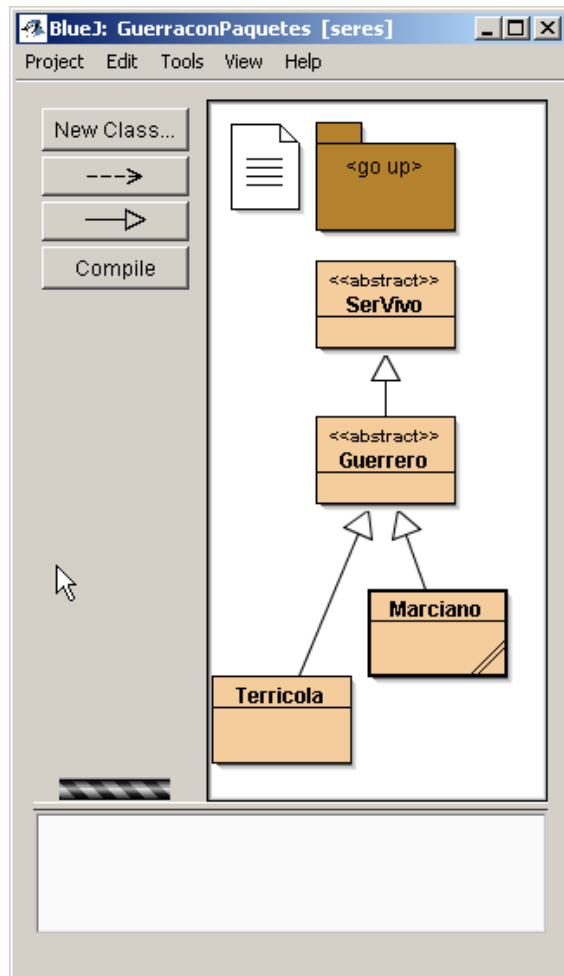 BlueJ: GuerraconPaquetes [seres]
Project Edit Tools View Help
New Class...
Compile
<go up>
<<abstract>>
SerVivo
<<abstract>>
Guerrero
Marciano
Terricola